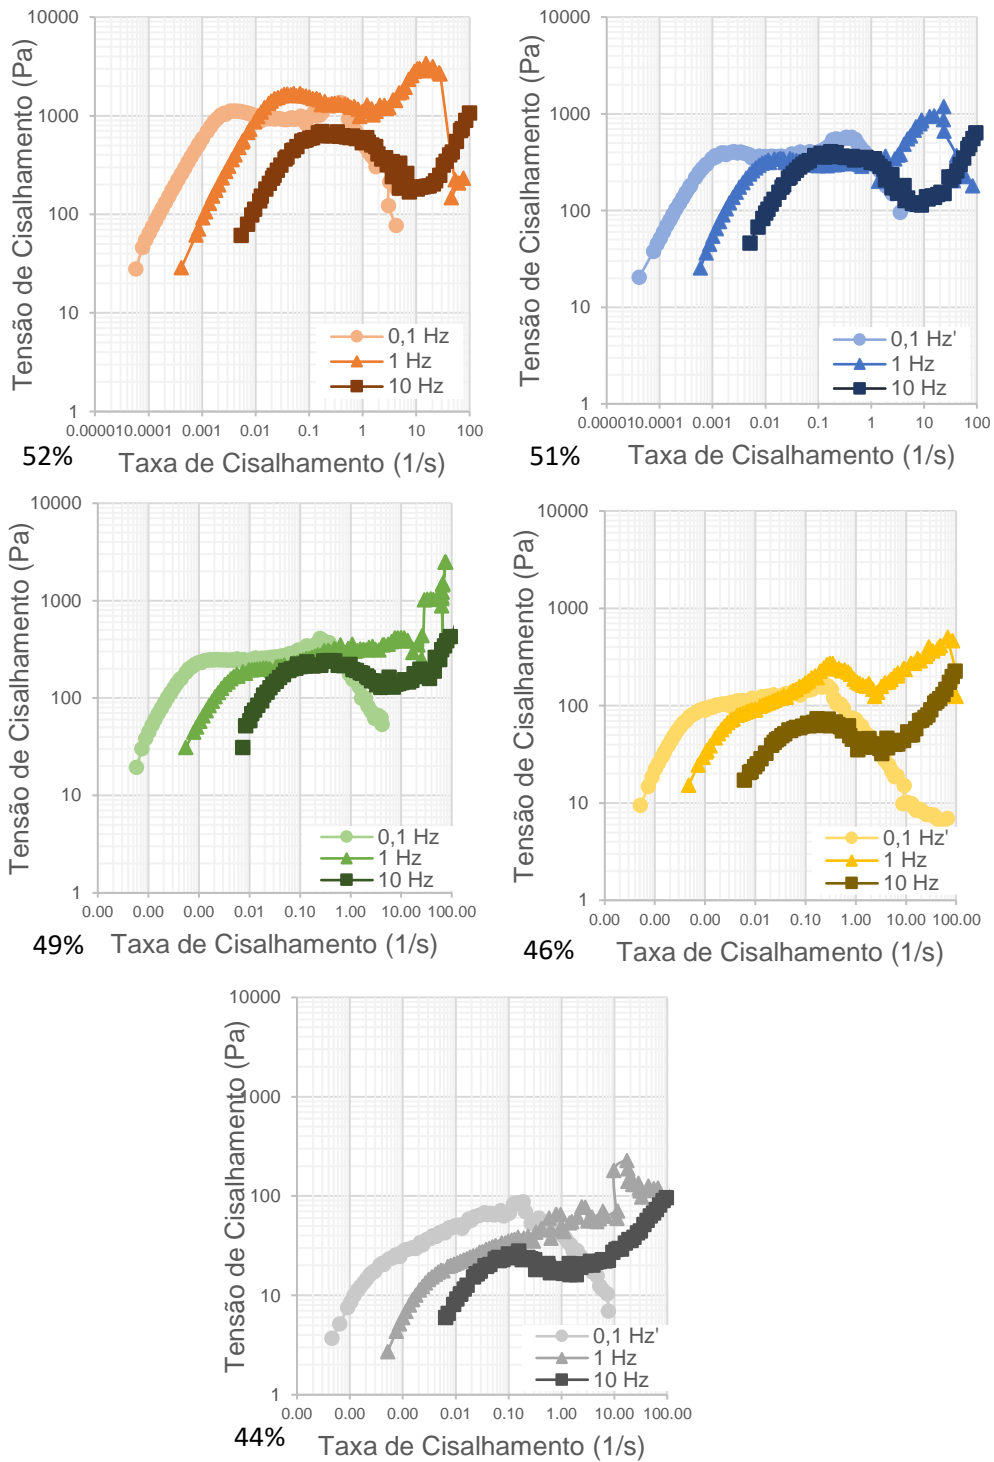 Tensão de Cisalhamento (Pa)
10000
1000
100
10
1
0,1 Hz
1 Hz
10 Hz
0.00001 0.0001 0.001 0.01 0.1 1 10 100
52%
Taxa de Cisalhamento (1/s)
Tensão de Cisalhamento (Pa)
10000
1000
100
10
1
0,1 Hz'
1 Hz
10 Hz
0.00001 0.0001 0.001 0.01 0.1 1 10 100
51%
Taxa de Cisalhamento (1/s)
Tensão de Cisalhamento (Pa)
10000
1000
100
10
1
0,1 Hz
1 Hz
10 Hz
0.00 0.00 0.00 0.01 0.10 1.00 10.00 100.00
49%
Taxa de Cisalhamento (1/s)
Tensão de Cisalhamento (Pa)
10000
1000
100
10
1
0,1 Hz'
1 Hz
10 Hz
0.00 0.00 0.00 0.01 0.10 1.00 10.00 100.00
46%
Taxa de Cisalhamento (1/s)
Tensão de Cisalhamento (Pa)
10000
1000
100
10
1
0,1 Hz'
1 Hz
10 Hz
0.00 0.00 0.00 0.01 0.10 1.00 10.00 100.00
44%
Taxa de Cisalhamento (1/s)